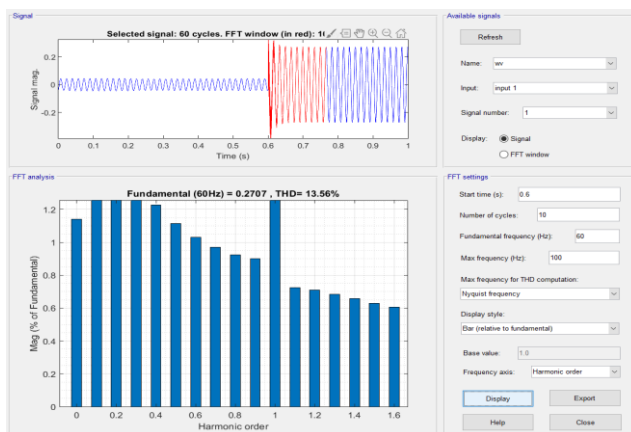 Signal
Selected signal: 60 cycles. FFT window (in red): 10
Signal mag.
0.2
0
-0.2
0 0.1 0.2 0.3 0.4 0.5 0.6 0.7 0.8 0.9 1
Time (s)
FFT analysis
Fundamental (60Hz) = 0.2707 , THD= 13.56%
Mag (% of Fundamental)
1.2
1
0.8
0.6
0.4
0.2
0
0 0.2 0.4 0.6 0.8 1 1.2 1.4 1.6
Harmonic order
Available signals
Refresh
Name: wv
Input: input 1
Signal number: 1
Display: Signal
FFT window
FFT settings
Start time (s): 0.6
Number of cycles: 10
Fundamental frequency (Hz): 60
Max frequency (Hz): 100
Max frequency for THD computation:
Nyquist frequency
Display style:
Bar (relative to fundamental)
Base value: 1.0
Frequency axis: Harmonic order
Display Export
Help Close